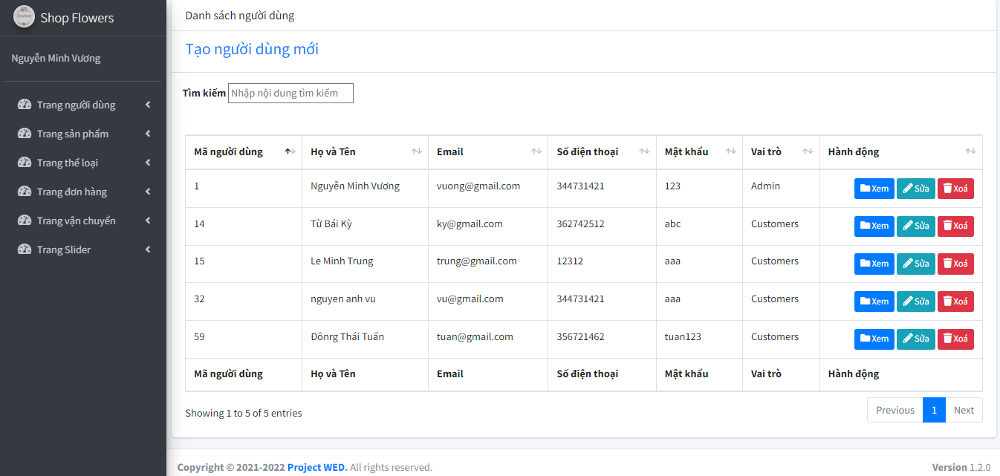 Shop Flowers
Nguyễn Minh Vương
Trang người dùng
Trang sản phẩm
Trang thể loại
Trang đơn hàng
Trang vận chuyển
Trang Slider
Danh sách người dùng
Tạo người dùng mới
Tìm kiếm Nhập nội dung tìm kiếm
Mã người dùng Họ và Tên Email Số điện thoại Mật khẩu Vai trò Hành động
1 Nguyễn Minh Vương vuong@gmail.com 344731421 123 Admin Xem Sửa Xoá
14 Từ Bái Kỳ ky@gmail.com 362742512 abc Customers Xem Sửa Xoá
15 Le Minh Trung trung@gmail.com 12312 aaa Customers Xem Sửa Xoá
32 nguyen anh vu vu@gmail.com 344731421 aaa Customers Xem Sửa Xoá
59 Đônrg Thái Tuấn tuan@gmail.com 356721462 tuan123 Customers Xem Sửa Xoá
Mã người dùng Họ và Tên Email Số điện thoại Mật khẩu Vai trò Hành động
Showing 1 to 5 of 5 entries
Previous 1 Next
Copyright © 2021-2022 Project WED. All rights reserved.
Version 1.2.0